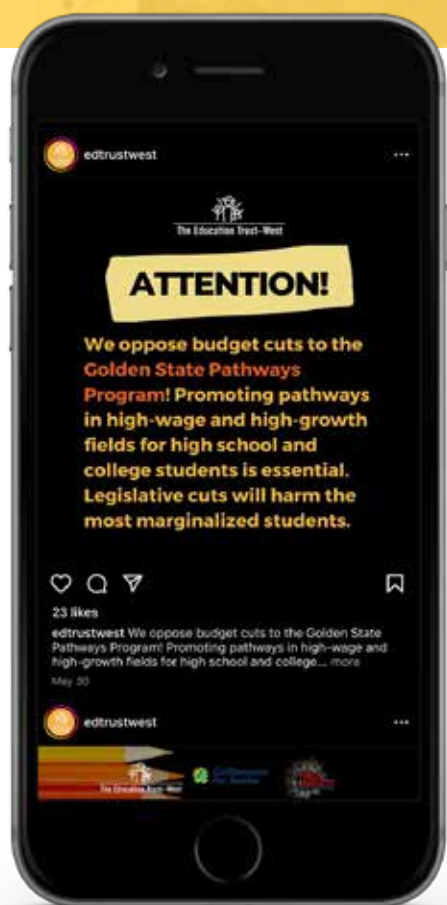 edtrustwest
The Education Trust–West
ATTENTION!
We oppose budget cuts to the
Golden State Pathways
Program! Promoting pathways
in high-wage and high-growth
fields for high school and
college students is essential.
Legislative cuts will harm the
most marginalized students.
23 likes
edtrustwest We oppose budget cuts to the Golden State
Pathways Program! Promoting pathways in high-wage and
high-growth fields for high school and college... more
May 30
edtrustwest
The Education Trust–West